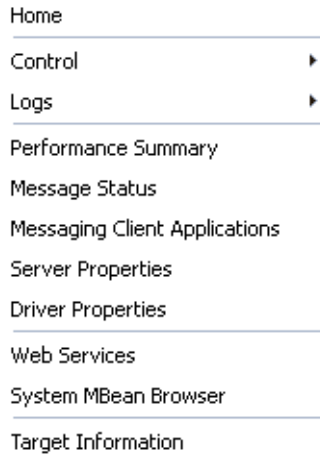 Home
Control
Logs
Performance Summary
Message Status
Messaging Client Applications
Server Properties
Driver Properties
Web Services
System MBean Browser
Target Information